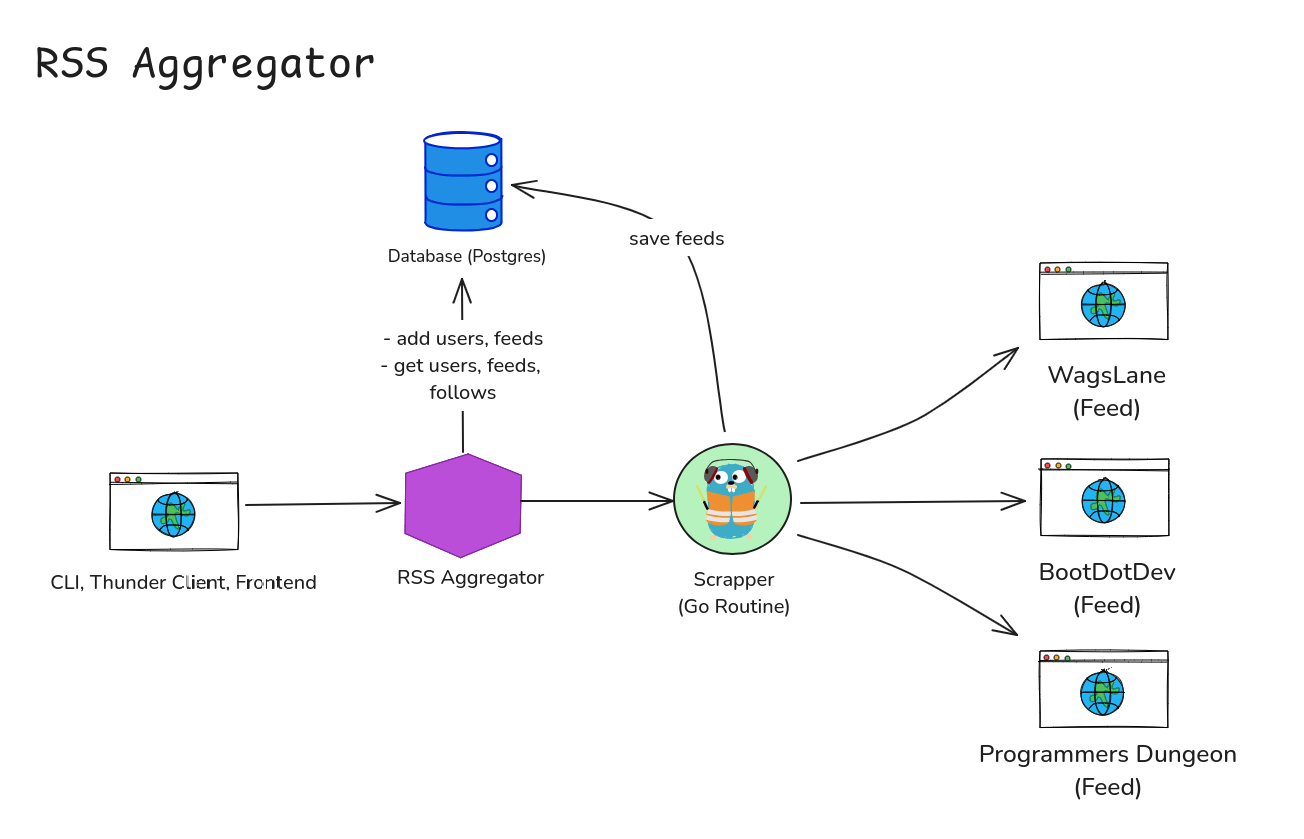 RSS Aggregator
Database (Postgres)
save feeds
- add users, feeds
- get users, feeds,
follows
WagsLane
(Feed)
CLI, Thunder Client, Frontend
RSS Aggregator
Scrapper
(Go Routine)
BootDotDev
(Feed)
Programmers Dungeon
(Feed)